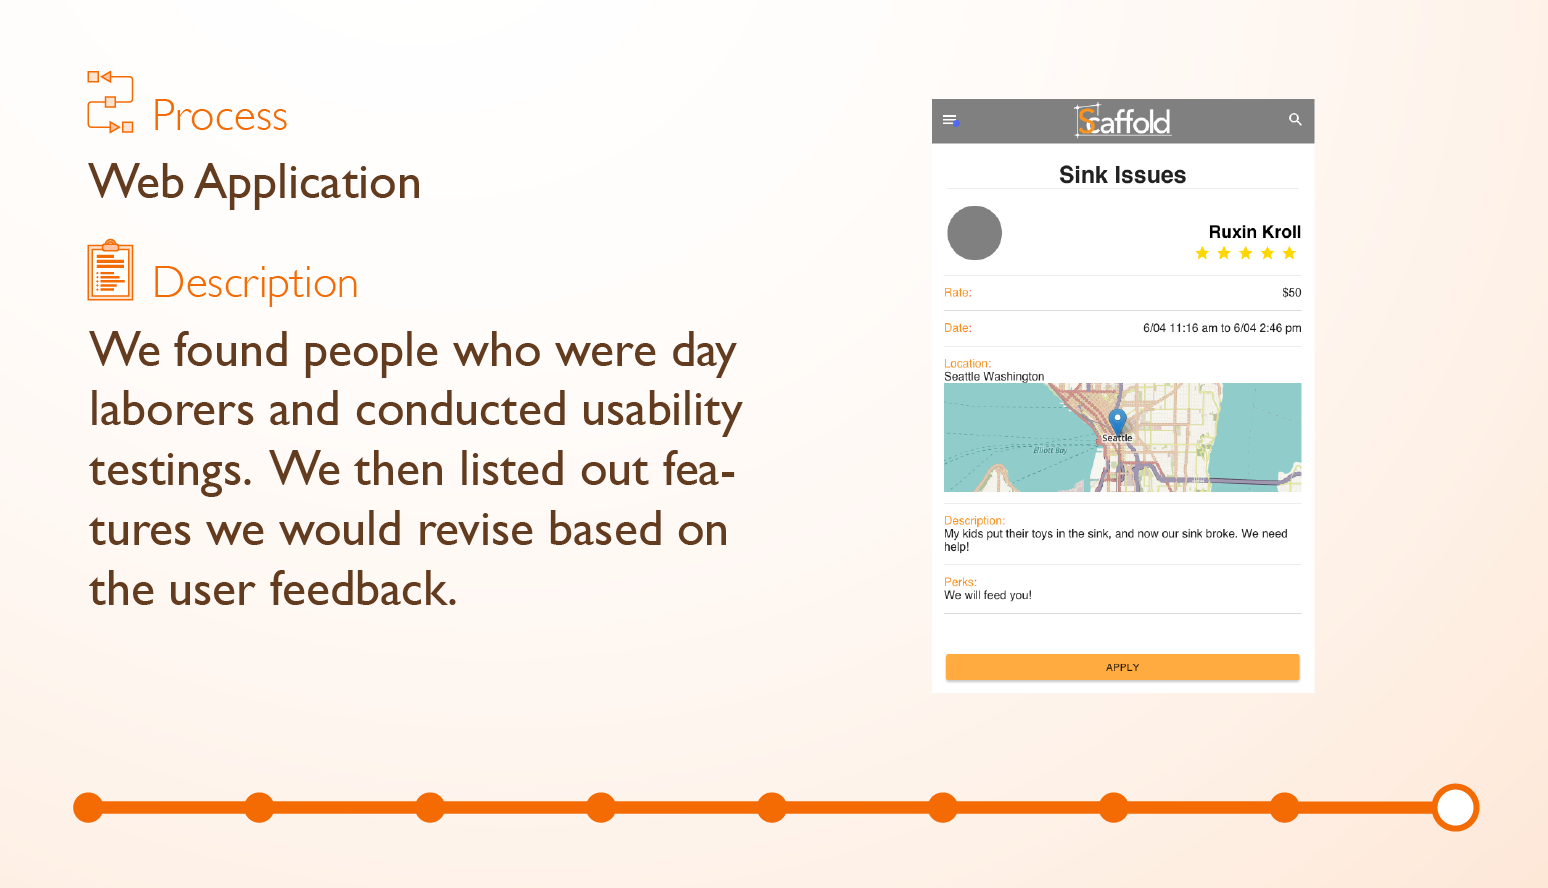 Process
Web Application
Description
We found people who were day
laborers and conducted usability
testings. We then listed out fea-
tures we would revise based on
the user feedback.
Scaffold
Sink Issues
Ruxin Kroll
Rate: $50
Date: 6/04 11:16 am to 6/04 2:46 pm
Location:
Seattle Washington
Seattle
Elliott Bay
Description:
My kids put their toys in the sink, and now our sink broke. We need
help!
Perks:
We will feed you!
APPLY